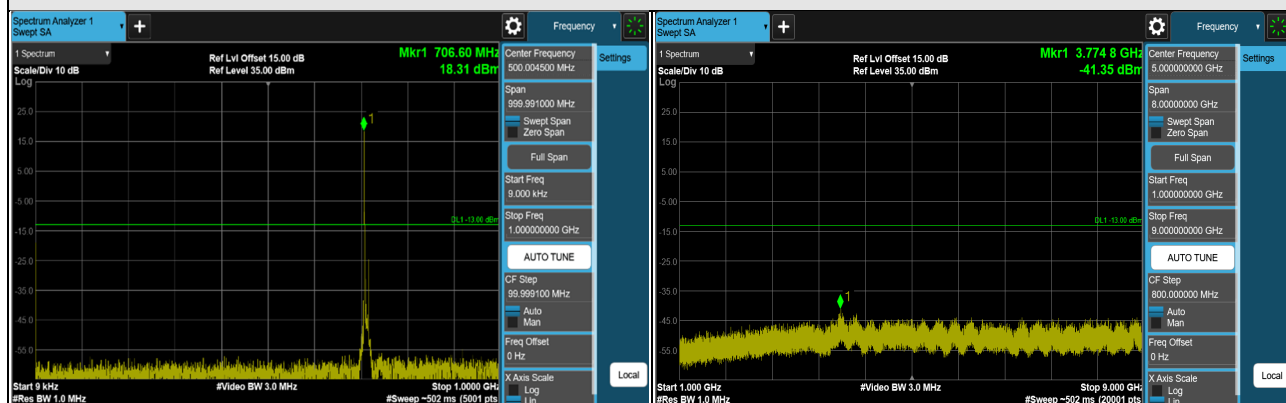 Spectrum Analyzer 1
Swept SA
+
Frequency
1 Spectrum
Ref Lvl Offset 15.00 dB
Mkr1 706.60 MHz
Scale/Div 10 dB
Ref Level 35.00 dBm
18.31 dBm
Log
25.0
15.0
5.00
-5.00
-15.0
-25.0
-35.0
-45.0
-55.0
1
DL1 -13.00 dBm
Start 9 kHz
#Video BW 3.0 MHz
Stop 1.0000 GHz
#Res BW 1.0 MHz
#Sweep ~502 ms (5001 pts
Center Frequency
500.004500 MHz
Settings
Span
999.991000 MHz
Swept Span
Zero Span
Full Span
Start Freq
9.000 kHz
Stop Freq
1.000000000 GHz
AUTO TUNE
CF Step
99.999100 MHz
Auto
Man
Freq Offset
0 Hz
X Axis Scale
Log
Lin
Local
Spectrum Analyzer 1
Swept SA
+
Frequency
1 Spectrum
Ref Lvl Offset 15.00 dB
Mkr1 3.774 8 GHz
Scale/Div 10 dB
Ref Level 35.00 dBm
-41.35 dBm
Log
25.0
15.0
5.00
-5.00
-15.0
-25.0
-35.0
-45.0
-55.0
1
DL1 -13.00 dBm
Start 1.000 GHz
#Video BW 3.0 MHz
Stop 9.000 GHz
#Res BW 1.0 MHz
#Sweep ~502 ms (20001 pts
Center Frequency
5.000000000 GHz
Settings
Span
8.00000000 GHz
Swept Span
Zero Span
Full Span
Start Freq
1.000000000 GHz
Stop Freq
9.000000000 GHz
AUTO TUNE
CF Step
800.000000 MHz
Auto
Man
Freq Offset
0 Hz
X Axis Scale
Log
Lin
Local